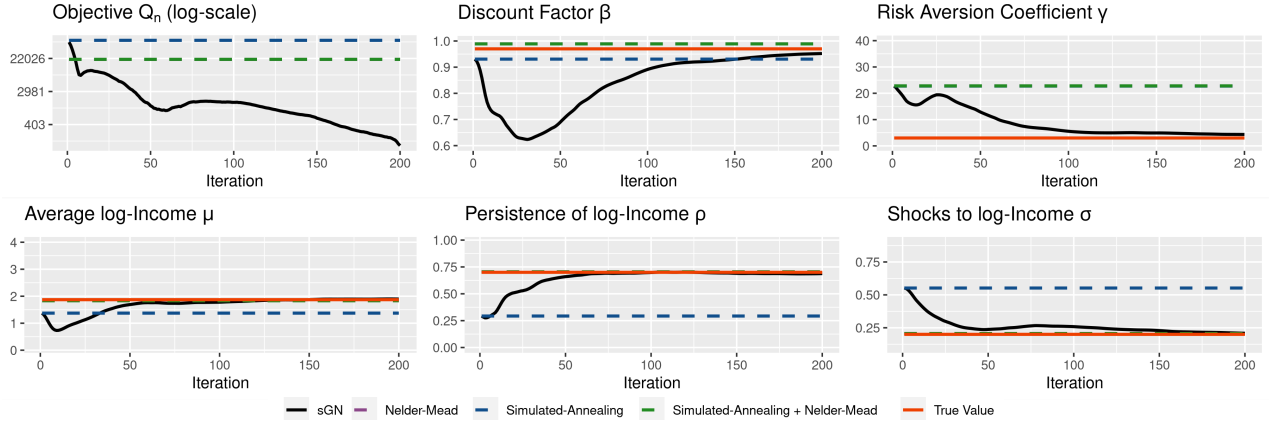 Objective Qn (log-scale)
22026
2981
403
0 50 100 150 200
Iteration
Discount Factor β
1.0
0.9
0.8
0.7
0.6
0 50 100 150 200
Iteration
Risk Aversion Coefficient γ
40
30
20
10
0
0 50 100 150 200
Iteration
Average log-Income μ
4
3
2
1
0
0 50 100 150 200
Iteration
Persistence of log-Income ρ
1.00
0.75
0.50
0.25
0.00
0 50 100 150 200
Iteration
Shocks to log-Income σ
0.75
0.50
0.25
0 50 100 150 200
Iteration
sGN Nelder-Mead Simulated-Annealing Simulated-Annealing + Nelder-Mead True Value